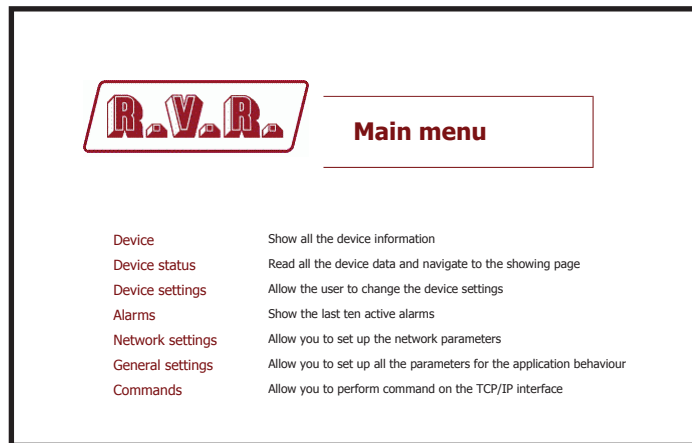 R.V.R.
Main menu
Device Show all the device information
Device status Read all the device data and navigate to the showing page
Device settings Allow the user to change the device settings
Alarms Show the last ten active alarms
Network settings Allow you to set up the network parameters
General settings Allow you to set up all the parameters for the application behaviour
Commands Allow you to perform command on the TCP/IP interface